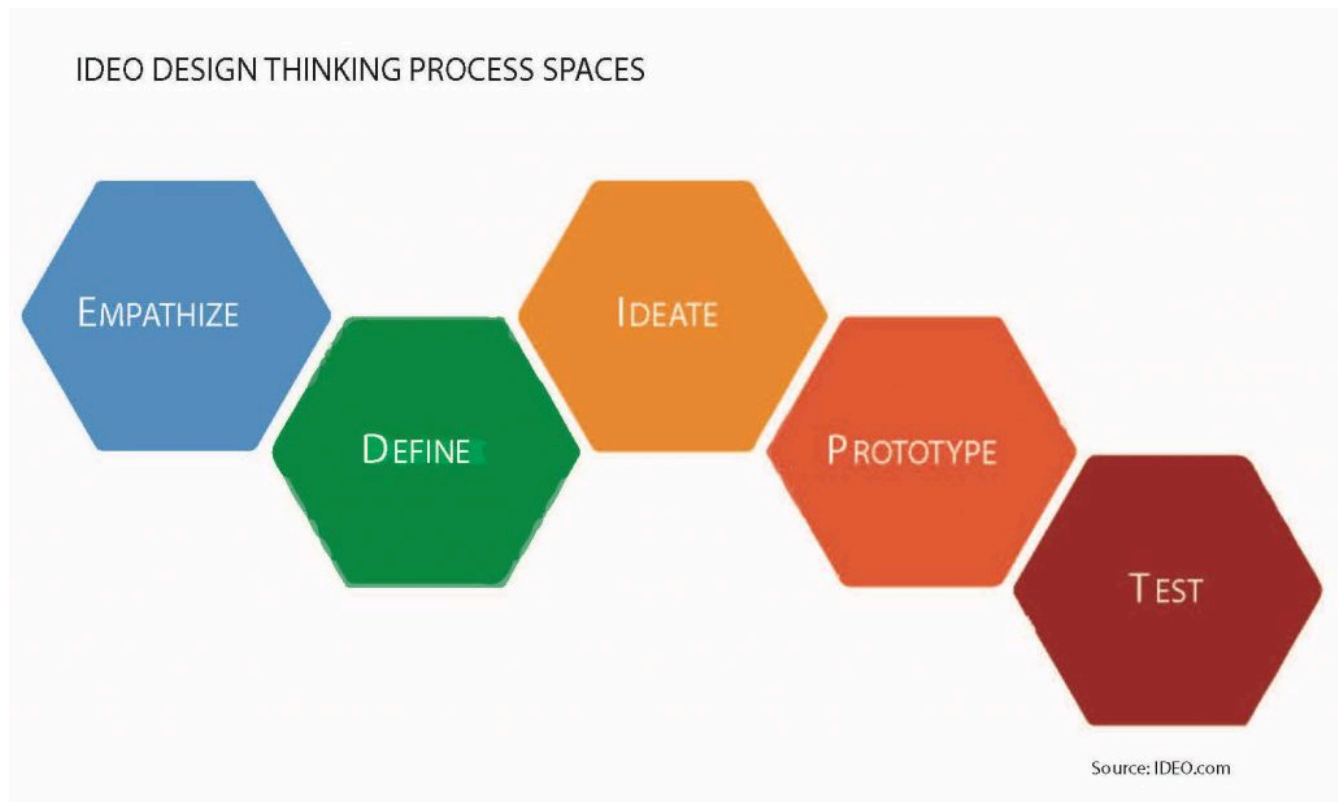 IDEO DESIGN THINKING PROCESS SPACES
EMPATHIZE
DEFINE
IDEATE
PROTOTYPE
TEST
Source: IDEO.com